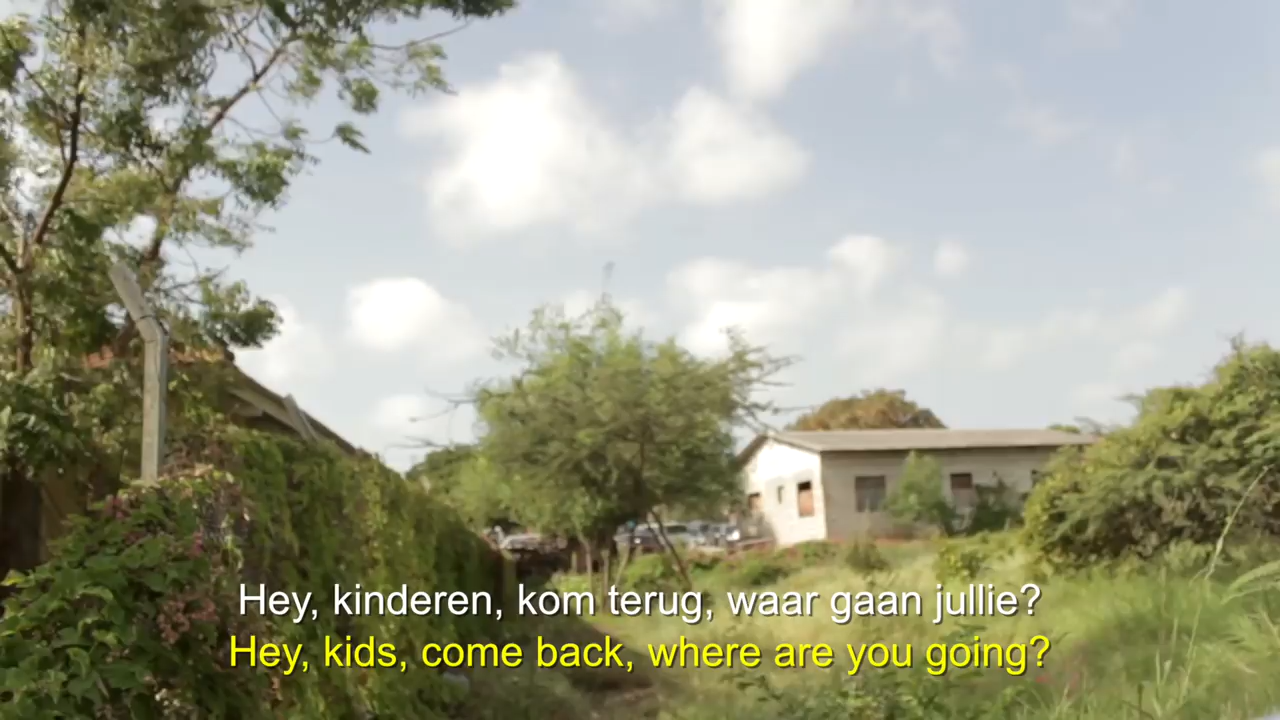 Hey, kinderen, kom terug, waar gaan jullie?
Hey, kids, come back, where are you going?